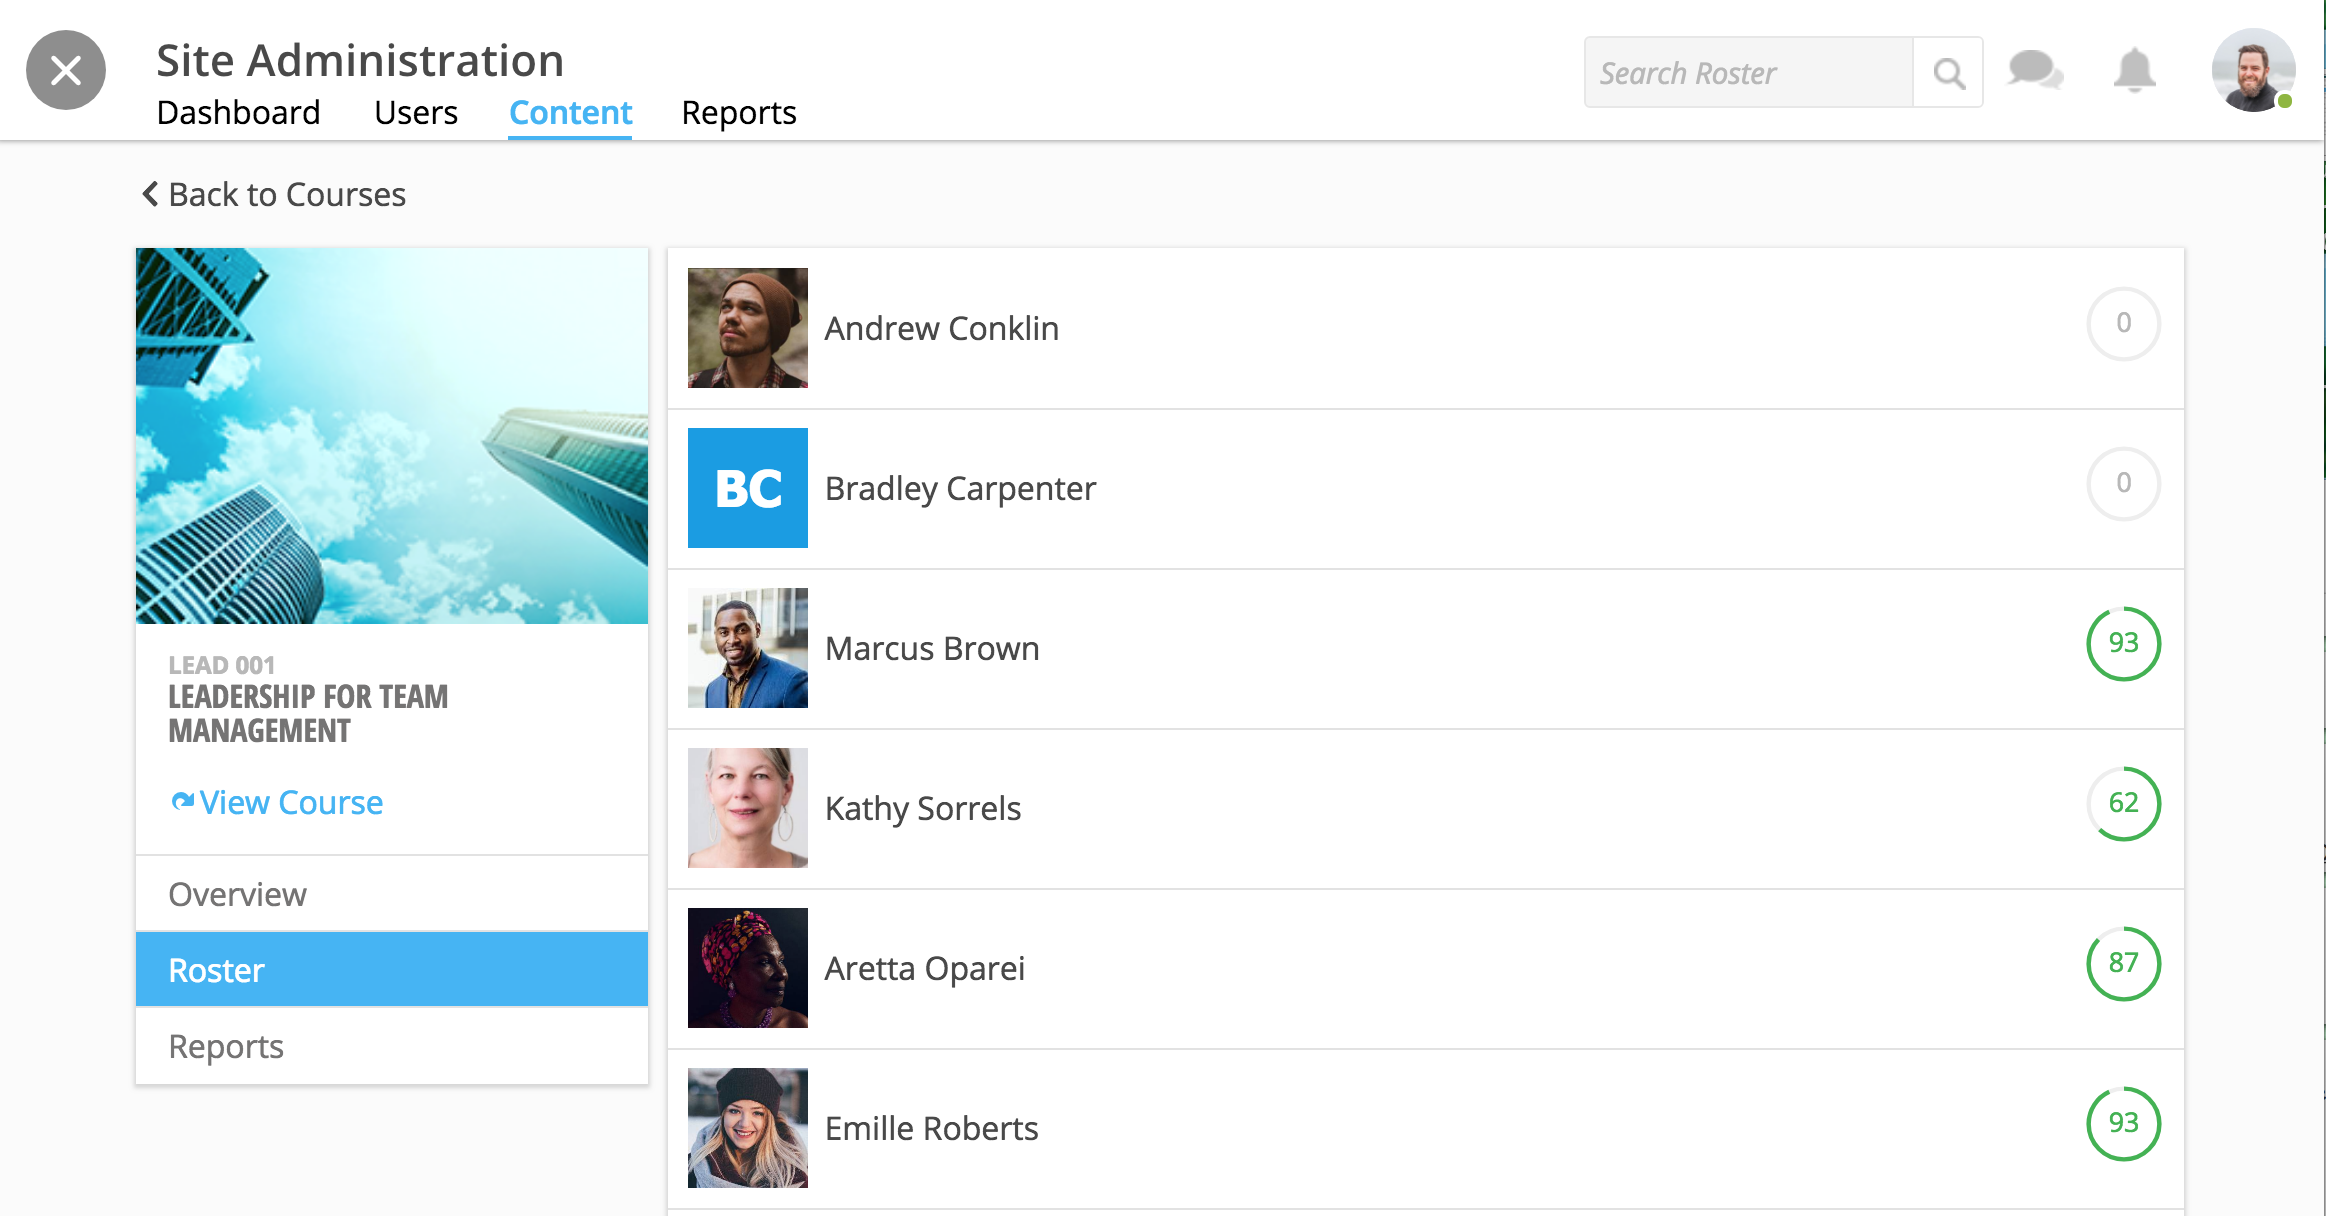 Site Administration
Search Roster
Dashboard Users Content Reports
Back to Courses
LEAD 001
LEADERSHIP FOR TEAM
MANAGEMENT
View Course
Overview
Roster
Reports
Andrew Conklin 0
BC Bradley Carpenter 0
Marcus Brown 93
Kathy Sorrels 62
Aretta Oparei 87
Emille Roberts 93